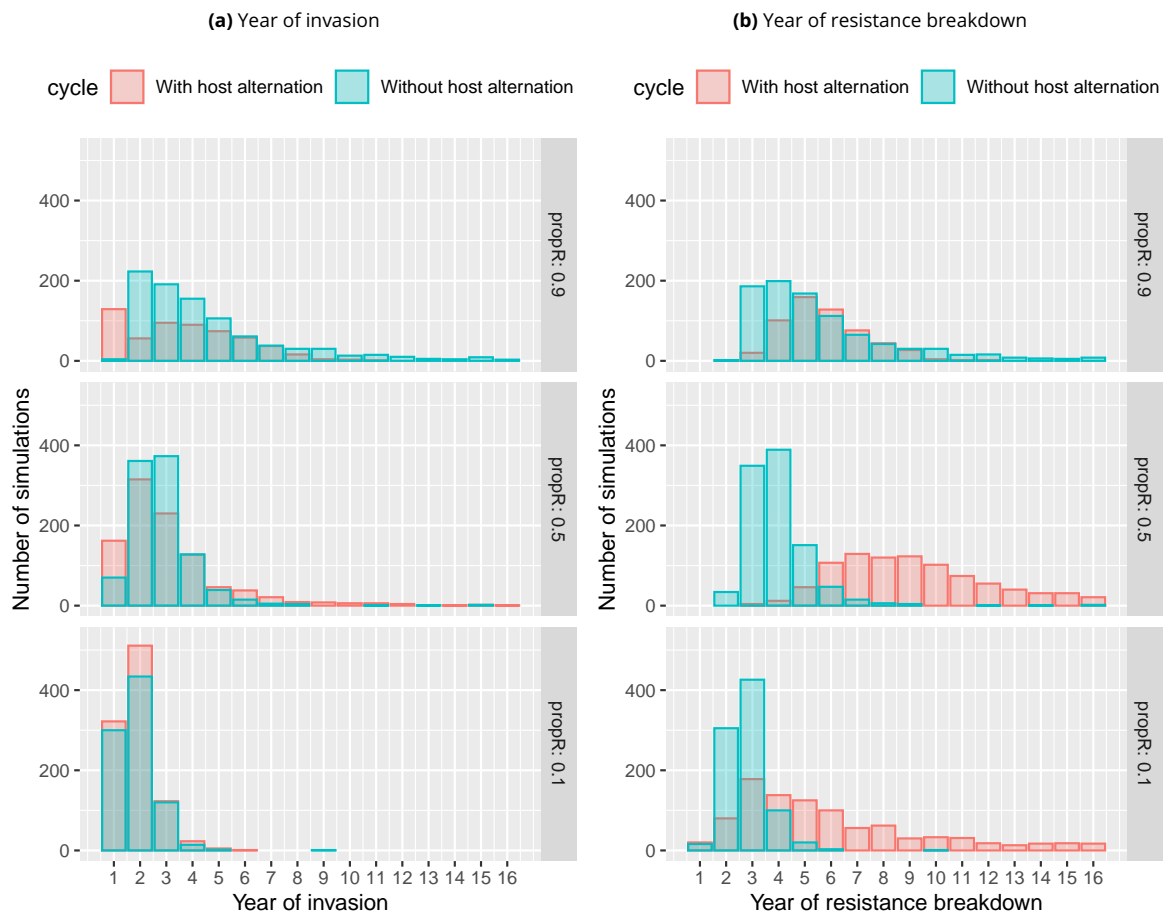 (a) Year of invasion
cycle With host alternation Without host alternation
400
200
0
propR: 0.9
400
200
0
propR: 0.5
400
200
0
propR: 0.1
Number of simulations
1 2 3 4 5 6 7 8 9 10 11 12 13 14 15 16
Year of invasion
(b) Year of resistance breakdown
cycle With host alternation Without host alternation
400
200
0
propR: 0.9
400
200
0
propR: 0.5
400
200
0
propR: 0.1
Number of simulations
1 2 3 4 5 6 7 8 9 10 11 12 13 14 15 16
Year of resistance breakdown